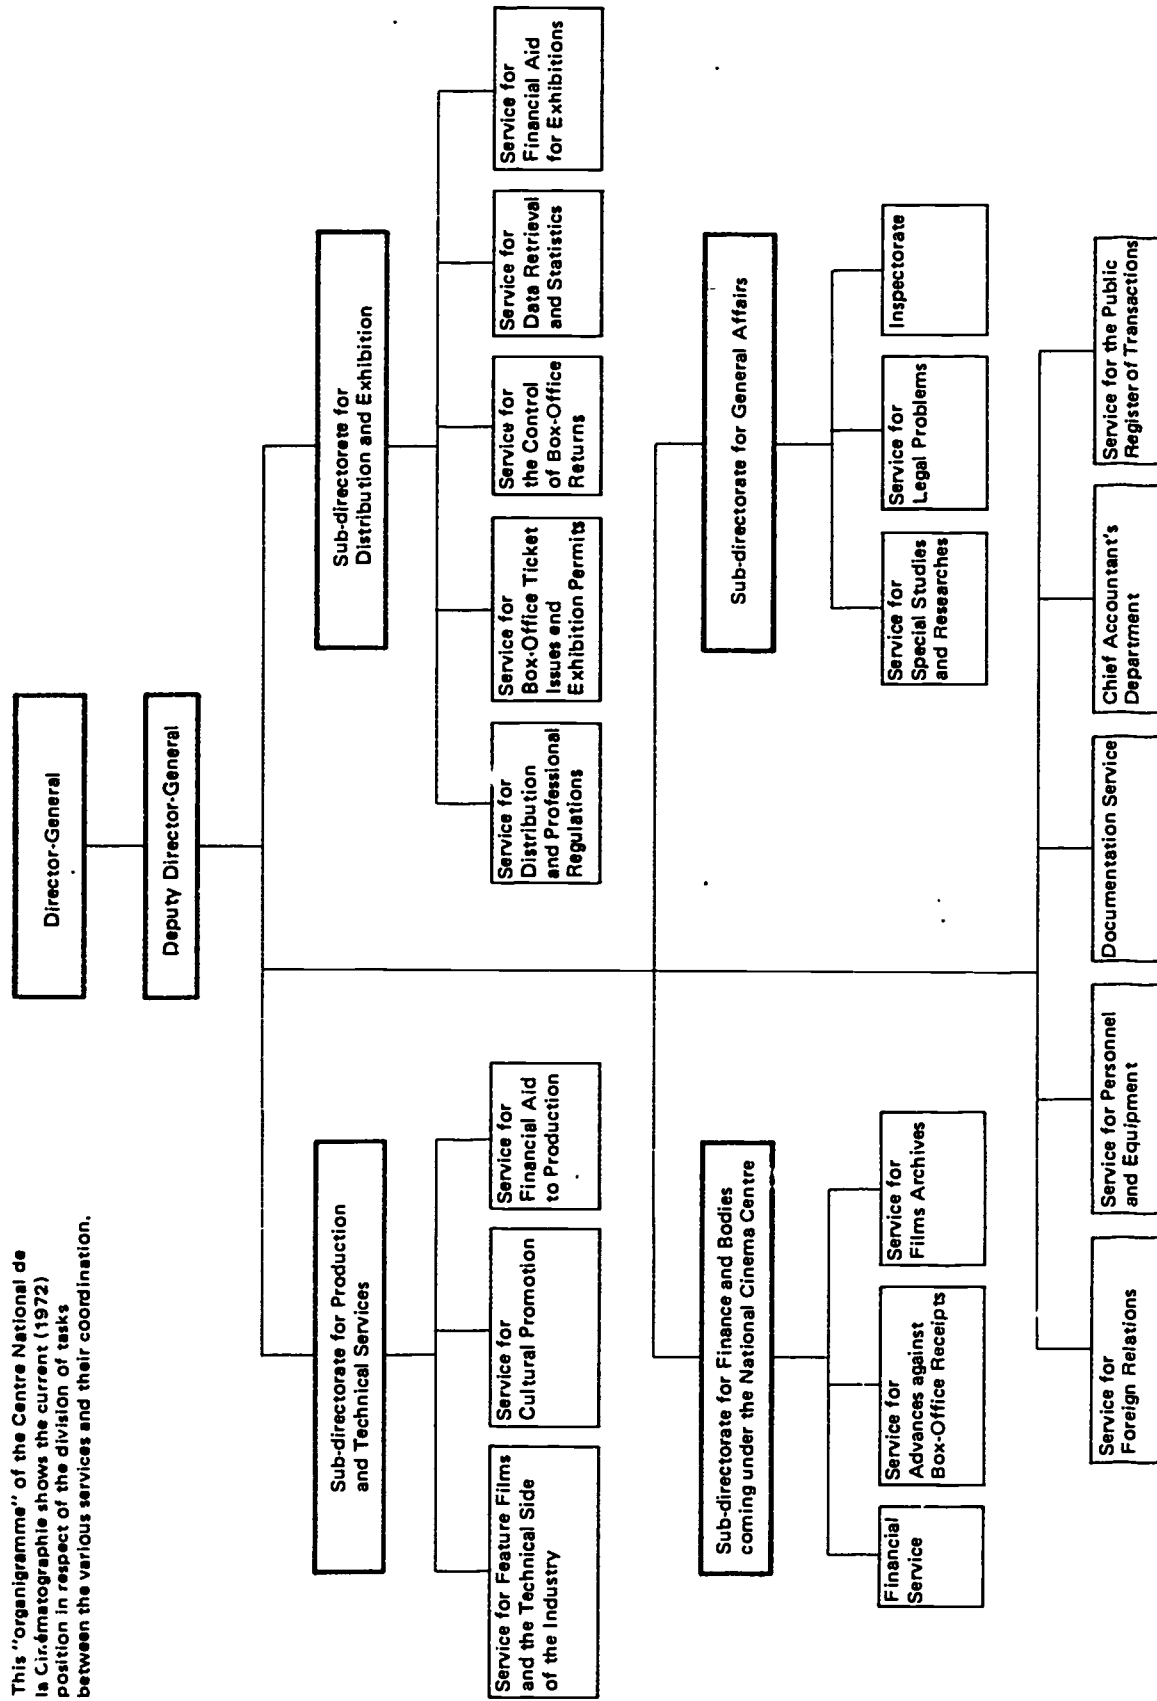 This "organigramme" of the Centre National de
la Cir.ématographie shows the current (1972)
position in respect of the division of tasks
between the various services and their coordination.
Director-General
Deputy Director-General
Sub-directorate for Production
and Technical Services
Sub-directorate for
Distribution and Exhibition
Service for Feature Films
and the Technical Side
of the Industry
Service for
Cultural Promotion
Service for
Financial Aid
to Production
Service for
Distribution
and Professional
Regulations
Service for
Box-Office Ticket
Issues end
Exhibition Permits
Service for
the Control
of Box-Office
Returns
Service for
Data Retrieval
and Statistics
Service for
Financial Aid
for Exhibitions
Sub-directorate for Finance and Bodies
coming under the National Cinema Centre
Sub-directorate for General Affairs
Financial
Service
Service for
Advances against
Box-Office Receipts
Service for
Films Archives
Service for
Special Studies
and Researches
Service for
Legal Problems
Inspectorate
Service for
Foreign Relations
Service for Personnel
and Equipment
Documentation Service
Chief Accountant's
Department
Service for the Public
Register of Transactions